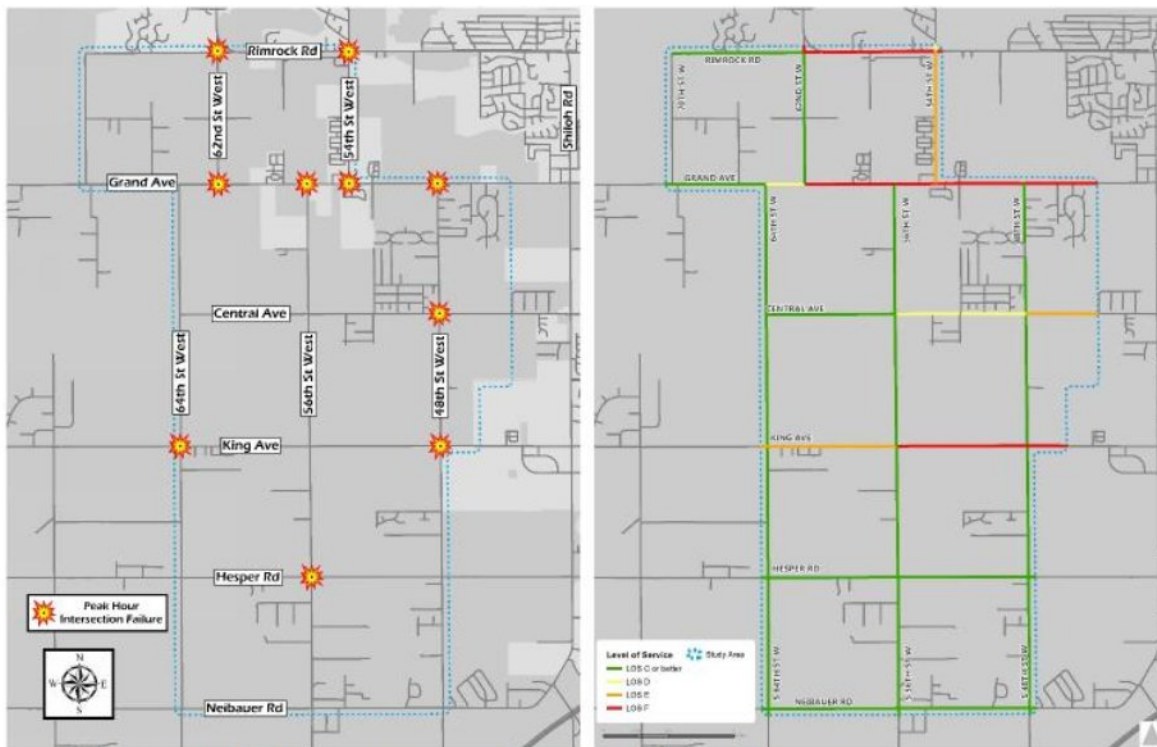 Rimrock Rd
62nd St West
54th St West
Shiloh Rd
Grand Ave
Central Ave
64th St West
56th St West
48th St West
King Ave
Hesper Rd
Peak Hour
Intersection Failure
N
W E
S
Neibauer Rd
RIMROCK RD
70TH ST W
62ND ST W
54TH ST W
GRAND AVE
64TH ST W
56TH ST W
48TH ST W
CENTRAL AVE
KING AVE
HESPER RD
Level of Service
Study Area
LOS C or better
LOS D
LOS E
LOS F
S 64TH ST W
S 56TH ST W
S 48TH ST W
NEIBAUER RD